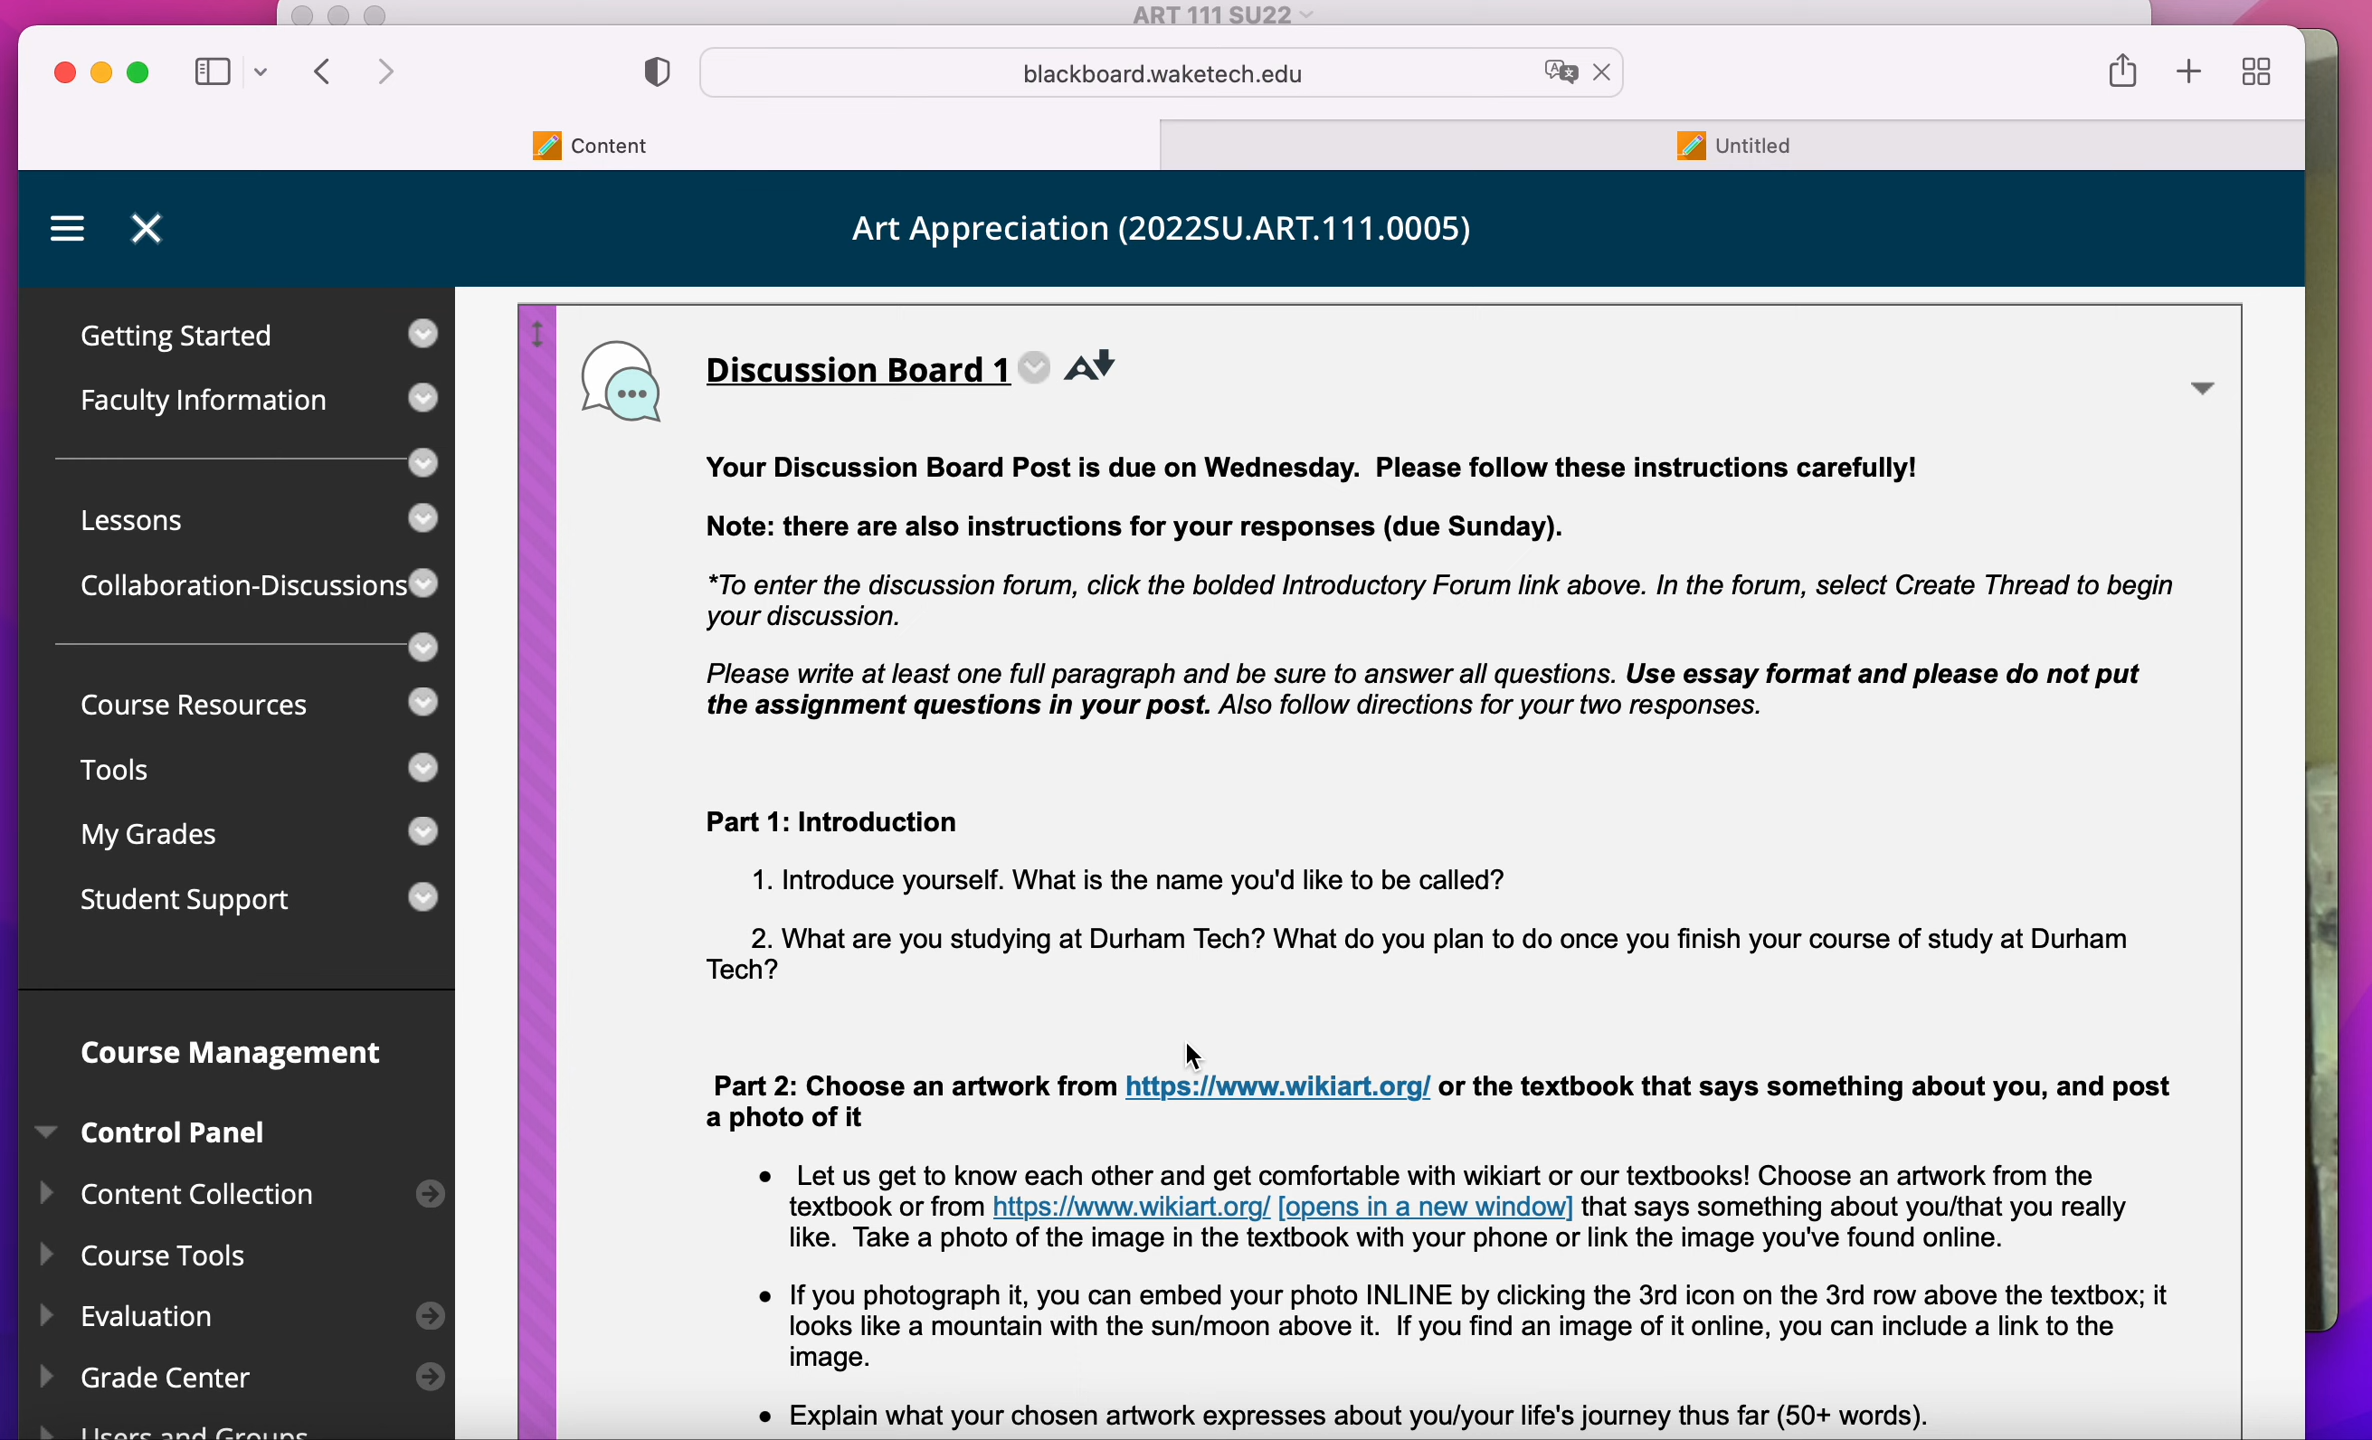 ART 111 SU22
blackboard.waketech.edu
Content
Untitled
Art Appreciation (2022SU.ART.111.0005)
Getting Started
Faculty Information
Lessons
Collaboration-Discussions
Course Resources
Tools
My Grades
Student Support
Course Management
Control Panel
Content Collection
Course Tools
Evaluation
Grade Center
Users and Groups
Discussion Board 1
Your Discussion Board Post is due on Wednesday.  Please follow these instructions carefully!
Note: there are also instructions for your responses (due Sunday).
*To enter the discussion forum, click the bolded Introductory Forum link above. In the forum, select Create Thread to begin
your discussion.
Please write at least one full paragraph and be sure to answer all questions. Use essay format and please do not put
the assignment questions in your post. Also follow directions for your two responses.
Part 1: Introduction
1. Introduce yourself. What is the name you'd like to be called?
2. What are you studying at Durham Tech? What do you plan to do once you finish your course of study at Durham
Tech?
Part 2: Choose an artwork from https://www.wikiart.org/ or the textbook that says something about you, and post
a photo of it
• Let us get to know each other and get comfortable with wikiart or our textbooks! Choose an artwork from the
textbook or from https://www.wikiart.org/ [opens in a new window] that says something about you/that you really
like.  Take a photo of the image in the textbook with your phone or link the image you've found online.
• If you photograph it, you can embed your photo INLINE by clicking the 3rd icon on the 3rd row above the textbox; it
looks like a mountain with the sun/moon above it.  If you find an image of it online, you can include a link to the
image.
• Explain what your chosen artwork expresses about you/your life's journey thus far (50+ words).